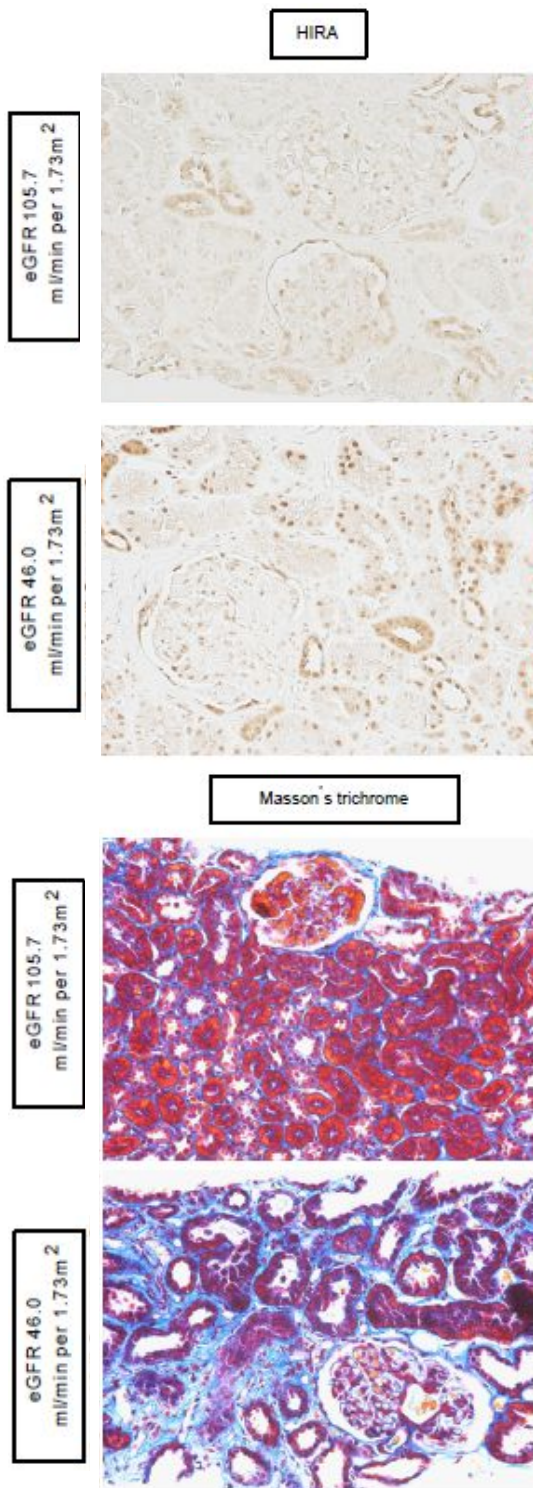 HIRA
eGFR 105.7
ml/min per 1.73m²
eGFR 46.0
ml/min per 1.73m²
Masson's trichrome
eGFR 105.7
ml/min per 1.73m²
eGFR 46.0
ml/min per 1.73m²